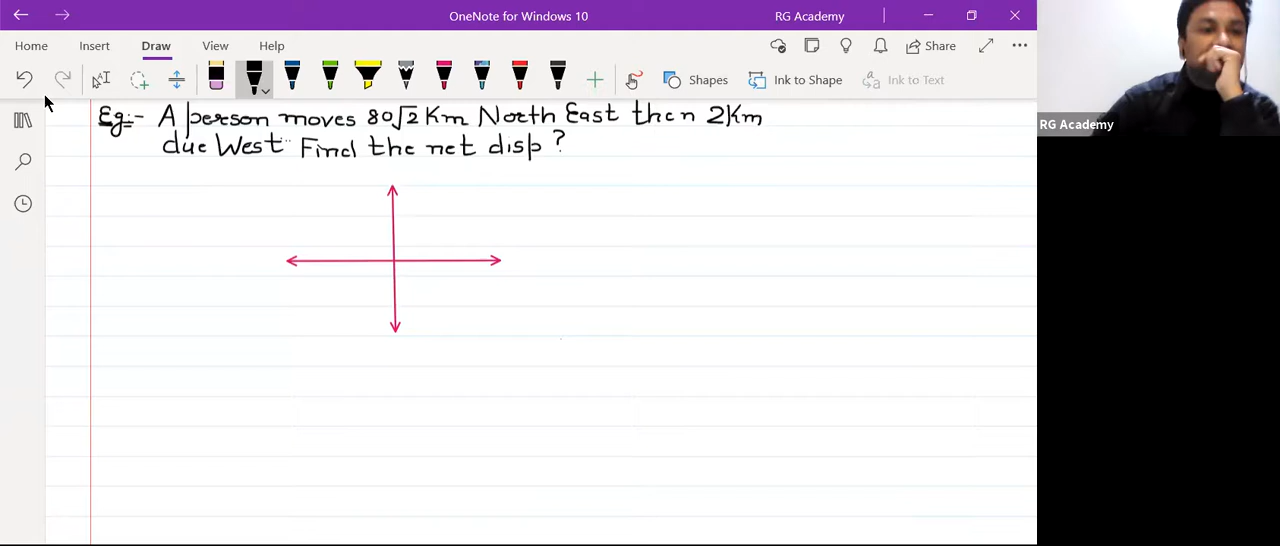 OneNote for Windows 10
RG Academy
Home
Insert
Draw
View
Help
Share
Shapes
Ink to Shape
Ink to Text
Eg:- A person moves 80√2 Km North East then 2Km
due West. Find the net disp?
RG Academy